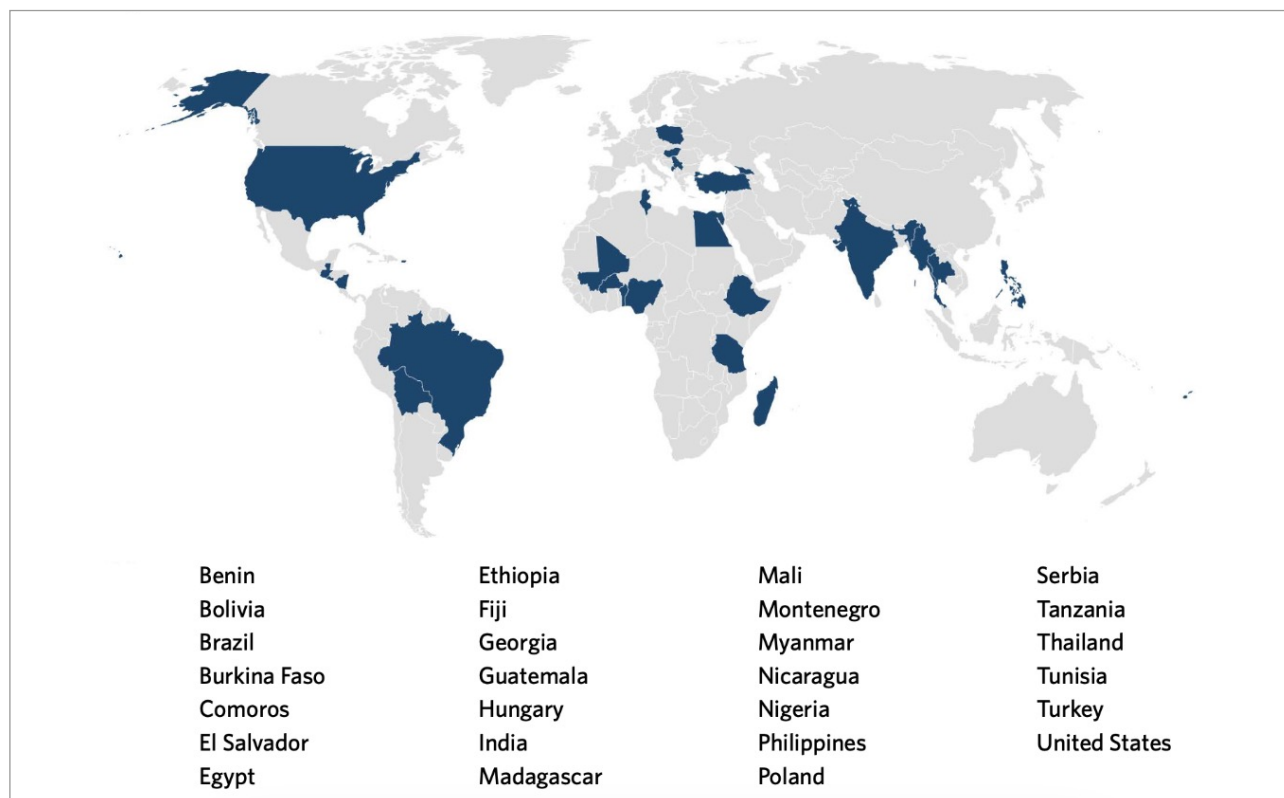 Benin
Bolivia
Brazil
Burkina Faso
Comoros
El Salvador
Egypt
Ethiopia
Fiji
Georgia
Guatemala
Hungary
India
Madagascar
Mali
Montenegro
Myanmar
Nicaragua
Nigeria
Philippines
Poland
Serbia
Tanzania
Thailand
Tunisia
Turkey
United States